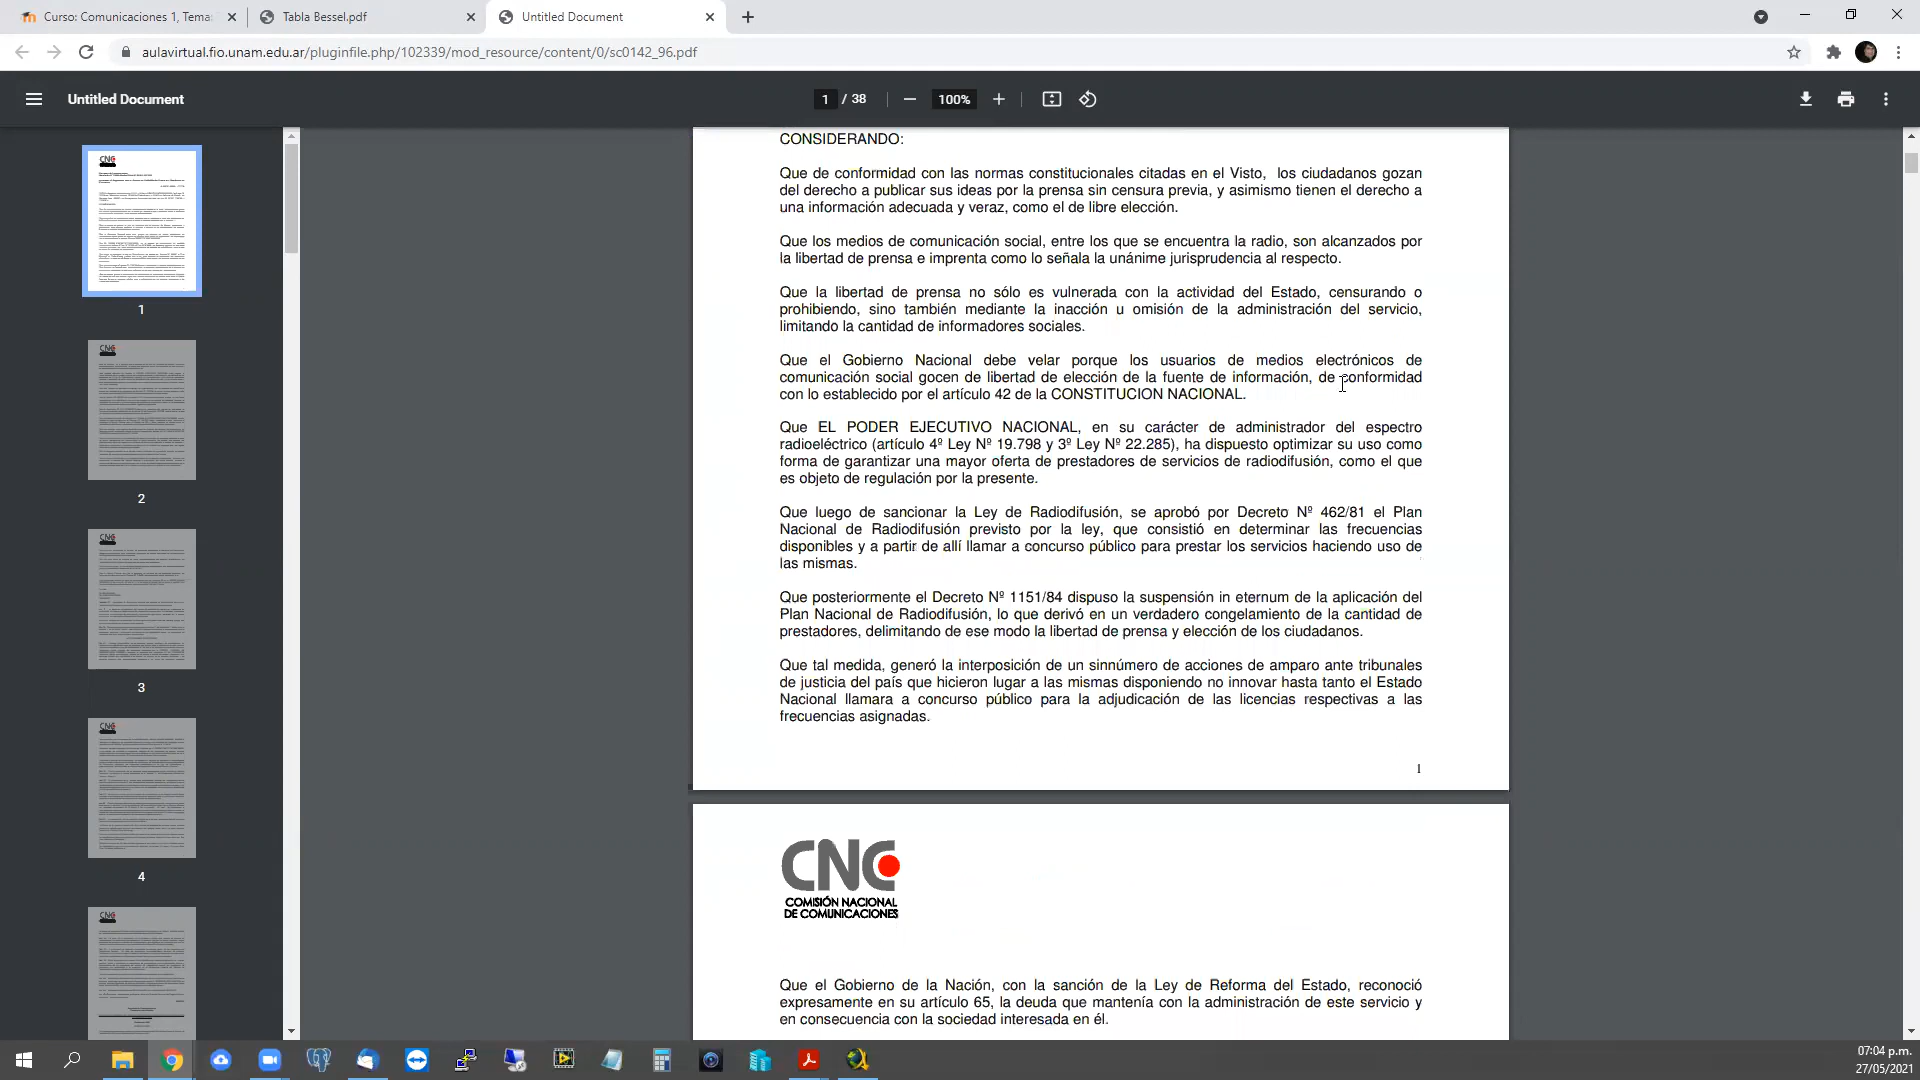 Curso: Comunicaciones 1, Tema:
Tabla Bessel.pdf
Untitled Document
aulavirtual.fio.unam.edu.ar/pluginfile.php/102339/mod_resource/content/0/sc0142_96.pdf
Untitled Document
1 / 38
100%
CONSIDERANDO:
Que de conformidad con las normas constitucionales citadas en el Visto, los ciudadanos gozan
del derecho a publicar sus ideas por la prensa sin censura previa, y asimismo tienen el derecho a
una información adecuada y veraz, como el de libre elección.
Que los medios de comunicación social, entre los que se encuentra la radio, son alcanzados por
la libertad de prensa e imprenta como lo señala la unánime jurisprudencia al respecto.
Que la libertad de prensa no sólo es vulnerada con la actividad del Estado, censurando o
prohibiendo, sino también mediante la inacción u omisión de la administración del servicio,
limitando la cantidad de informadores sociales.
Que el Gobierno Nacional debe velar porque los usuarios de medios electrónicos de
comunicación social gocen de libertad de elección de la fuente de información, de conformidad
con lo establecido por el artículo 42 de la CONSTITUCION NACIONAL.
Que EL PODER EJECUTIVO NACIONAL, en su carácter de administrador del espectro
radioeléctrico (artículo 4º Ley Nº 19.798 y 3º Ley Nº 22.285), ha dispuesto optimizar su uso como
forma de garantizar una mayor oferta de prestadores de servicios de radiodifusión, como el que
es objeto de regulación por la presente.
Que luego de sancionar la Ley de Radiodifusión, se aprobó por Decreto Nº 462/81 el Plan
Nacional de Radiodifusión previsto por la ley, que consistió en determinar las frecuencias
disponibles y a partir de allí llamar a concurso público para prestar los servicios haciendo uso de
las mismas.
Que posteriormente el Decreto Nº 1151/84 dispuso la suspensión in eternum de la aplicación del
Plan Nacional de Radiodifusión, lo que derivó en un verdadero congelamiento de la cantidad de
prestadores, delimitando de ese modo la libertad de prensa y elección de los ciudadanos.
Que tal medida, generó la interposición de un sinnúmero de acciones de amparo ante tribunales
de justicia del país que hicieron lugar a las mismas disponiendo no innovar hasta tanto el Estado
Nacional llamara a concurso público para la adjudicación de las licencias respectivas a las
frecuencias asignadas.
1
CNC
COMISIÓN NACIONAL
DE COMUNICACIONES
Que el Gobierno de la Nación, con la sanción de la Ley de Reforma del Estado, reconoció
expresamente en su artículo 65, la deuda que mantenía con la administración de este servicio y
en consecuencia con la sociedad interesada en él.
CNC
1
CNC
2
CNC
3
CNC
4
CNC
07:04 p.m.
27/05/2021